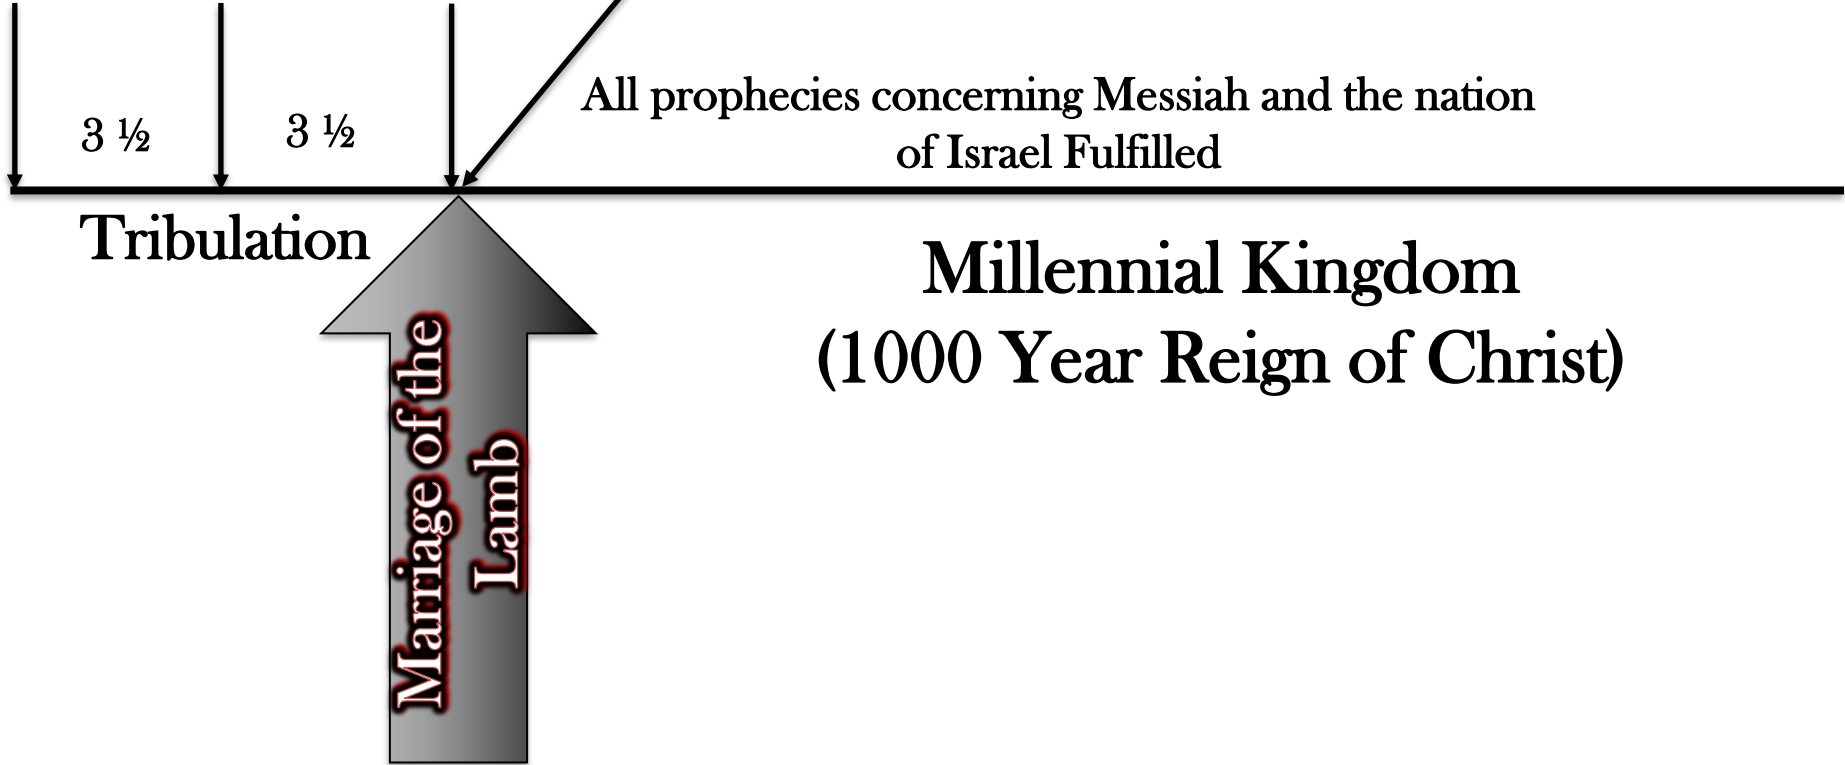 3 ½
3 ½
All prophecies concerning Messiah and the nation
of Israel Fulfilled
Tribulation
Millennial Kingdom
(1000 Year Reign of Christ)
Marriage of the
Lamb